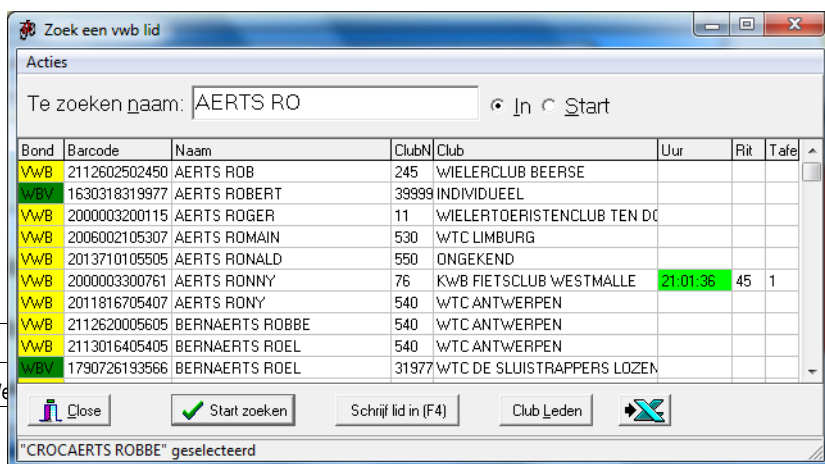 Zoek een vwb lid
Acties
Te zoeken naam: AERTS RO In Start
Bond Barcode Naam ClubN Club Uur Rit Tafe
VWB 2112602502450 AERTS ROB 245 WIELERCLUB BEERSE
WBV 1630318319977 AERTS ROBERT 39999 INDIVIDUEEL
VWB 2000003200115 AERTS ROGER 11 WIELERTOERISTENCLUB TEN DO
VWB 2006002105307 AERTS ROMAIN 530 WTC LIMBURG
VWB 2013710105505 AERTS RONALD 550 ONGEKEND
VWB 2000003300761 AERTS RONNY 76 KWB FIETSCLUB WESTMALLE 21:01:36 45 1
VWB 2011816705407 AERTS RONY 540 WTC ANTWERPEN
VWB 2112620005605 BERNAERTS ROBBE 540 WTC ANTWERPEN
VWB 2113016405405 BERNAERTS ROEL 540 WTC ANTWERPEN
WBV 1790726193566 BERNAERTS ROEL 31977 WTC DE SLUISTRAPPERS LOZEN
Close Start zoeken Schrijf lid in (F4) Club Leden
"CROCAERTS ROBBE" geselecteerd